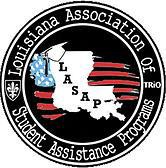 Louisiana Association Of
TRiO
LASAP
Student Assistance Programs